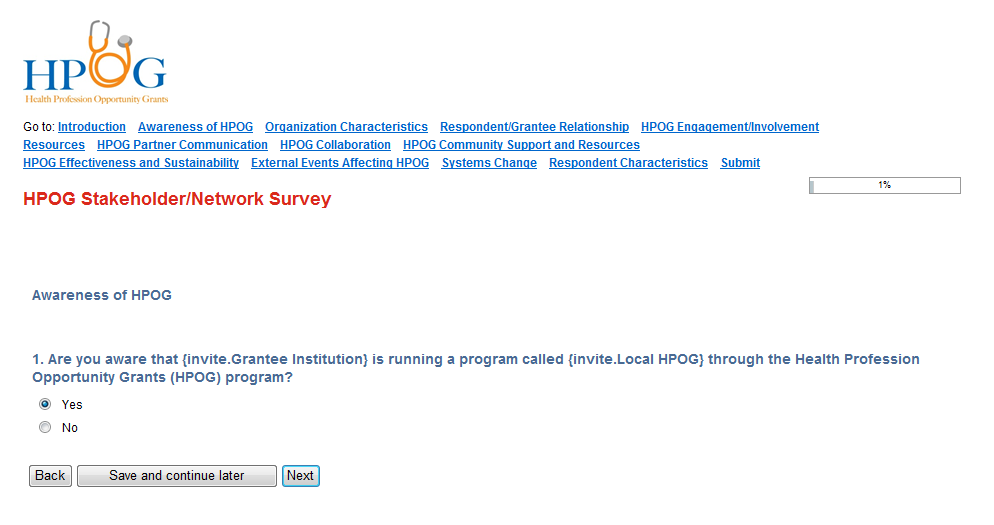 HPOG
Health Profession Opportunity Grants
Go to: Introduction Awareness of HPOG Organization Characteristics Respondent/Grantee Relationship HPOG Engagement/Involvement
Resources HPOG Partner Communication HPOG Collaboration HPOG Community Support and Resources
HPOG Effectiveness and Sustainability External Events Affecting HPOG Systems Change Respondent Characteristics Submit
1%
HPOG Stakeholder/Network Survey
Awareness of HPOG
1. Are you aware that {invite.Grantee Institution} is running a program called {invite.Local HPOG} through the Health Profession
Opportunity Grants (HPOG) program?
Yes
No
Back Save and continue later Next